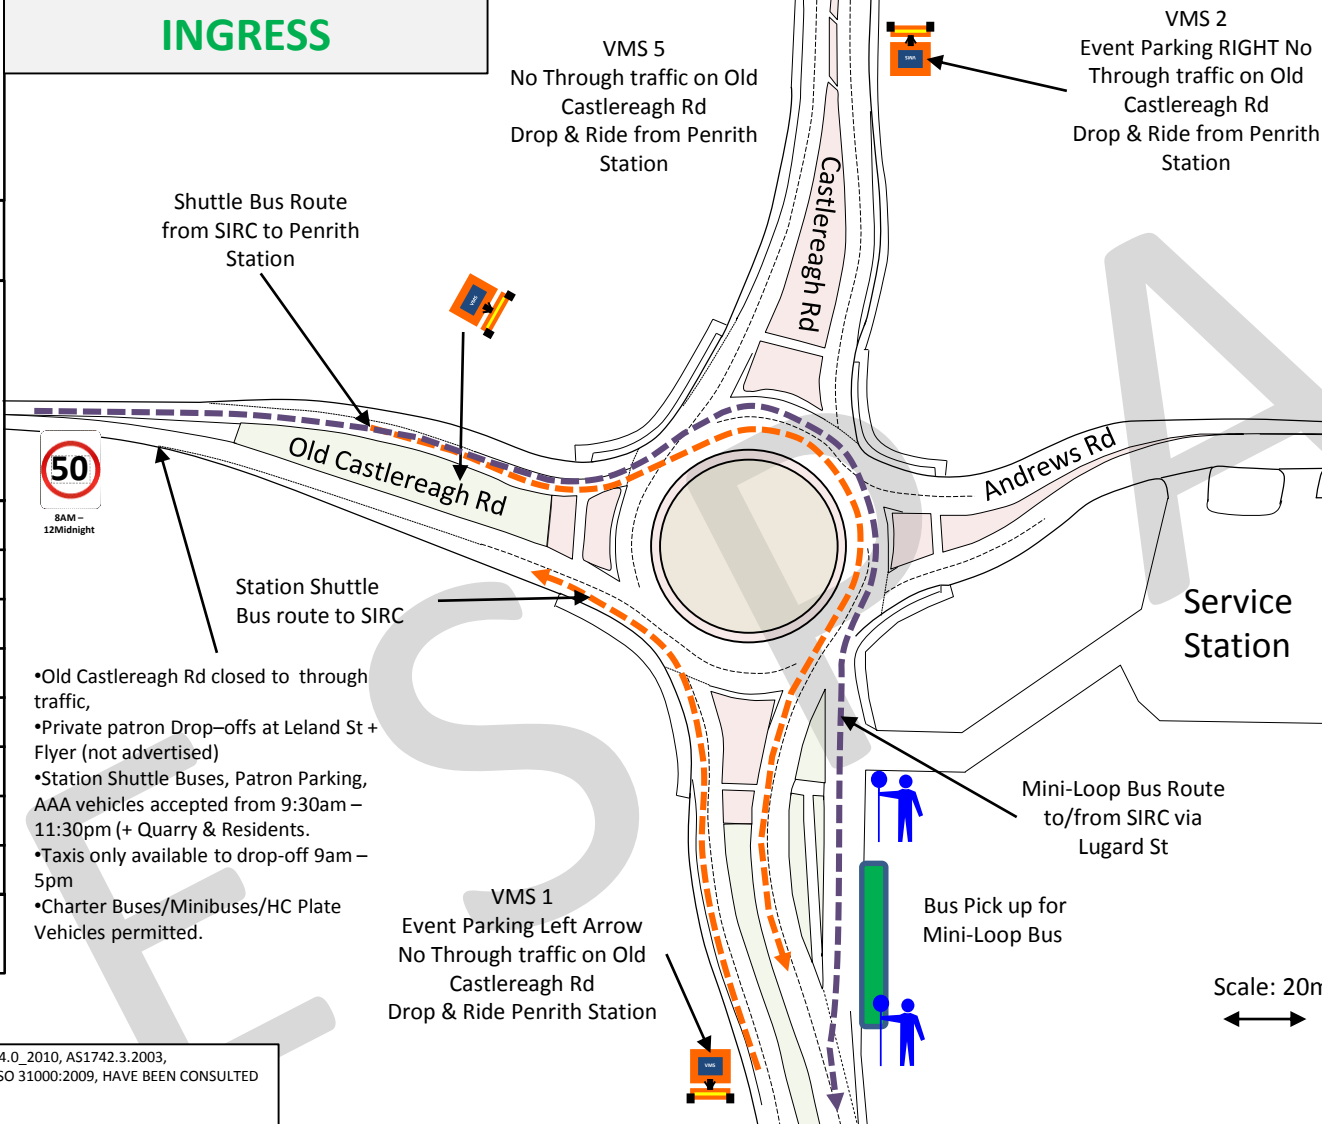 INGRESS
VMS 5
No Through traffic on Old
Castlereagh Rd
Drop & Ride from Penrith
Station
VMS 2
Event Parking RIGHT No
Through traffic on Old
Castlereagh Rd
Drop & Ride from Penrith
Station
Shuttle Bus Route
from SIRC to Penrith
Station
VMS
Castlereagh Rd
Old Castlereagh Rd
Andrews Rd
50
8AM –
12Midnight
Station Shuttle
Bus route to SIRC
Service
Station
•Old Castlereagh Rd closed to through
traffic,
•Private patron Drop–offs at Leland St +
Flyer (not advertised)
•Station Shuttle Buses, Patron Parking,
AAA vehicles accepted from 9:30am –
11:30pm (+ Quarry & Residents.
•Taxis only available to drop-off 9am –
5pm
•Charter Buses/Minibuses/HC Plate
Vehicles permitted.
Mini-Loop Bus Route
to/from SIRC via
Lugard St
VMS 1
Event Parking Left Arrow
No Through traffic on Old
Castlereagh Rd
Drop & Ride Penrith Station
Bus Pick up for
Mini-Loop Bus
Scale: 20m
VMS
4.0_2010, AS1742.3.2003,
SO 31000:2009, HAVE BEEN CONSULTED
E S P A